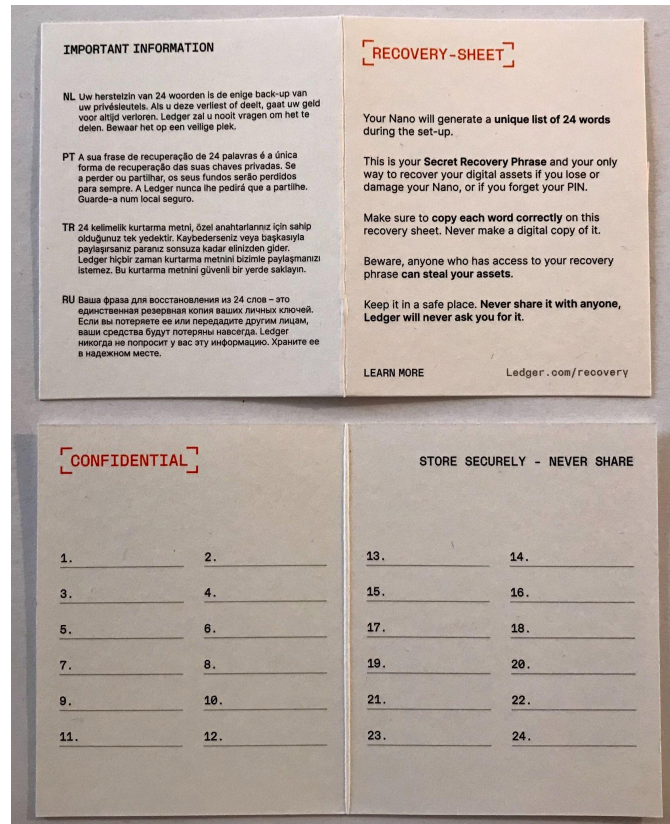 IMPORTANT INFORMATION
NL Uw herstelzin van 24 woorden is de enige back-up van
uw privésleutels. Als u deze verliest of deelt, gaat uw geld
voor altijd verloren. Ledger zal u nooit vragen om het te
delen. Bewaar het op een veilige plek.
PT A sua frase de recuperação de 24 palavras é a única
forma de recuperação das suas chaves privadas. Se
a perder ou partilhar, os seus fundos serão perdidos
para sempre. A Ledger nunca lhe pedirá que a partilhe.
Guarde-a num local seguro.
TR 24 kelimelik kurtarma metni, özel anahtarlarınız için sahip
olduğunuz tek yedektir. Kaybederseniz veya başkasıyla
paylaşırsanız paranız sonsuza kadar elinizden gider.
Ledger hiçbir zaman kurtarma metnini bizimle paylaşmanızı
istemez. Bu kurtarma metnini güvenli bir yerde saklayın.
RU Ваша фраза для восстановления из 24 слов – это
единственная резервная копия ваших личных ключей.
Если вы потеряете ее или передадите другим лицам,
ваши средства будут потеряны навсегда. Ledger
никогда не попросит у вас эту информацию. Храните ее
в надежном месте.
RECOVERY-SHEET
Your Nano will generate a unique list of 24 words
during the set-up.
This is your Secret Recovery Phrase and your only
way to recover your digital assets if you lose or
damage your Nano, or if you forget your PIN.
Make sure to copy each word correctly on this
recovery sheet. Never make a digital copy of it.
Beware, anyone who has access to your recovery
phrase can steal your assets.
Keep it in a safe place. Never share it with anyone,
Ledger will never ask you for it.
LEARN MORE Ledger.com/recovery
CONFIDENTIAL
1. 2.
3. 4.
5. 6.
7. 8.
9. 10.
11. 12.
STORE SECURELY - NEVER SHARE
13. 14.
15. 16.
17. 18.
19. 20.
21. 22.
23. 24.